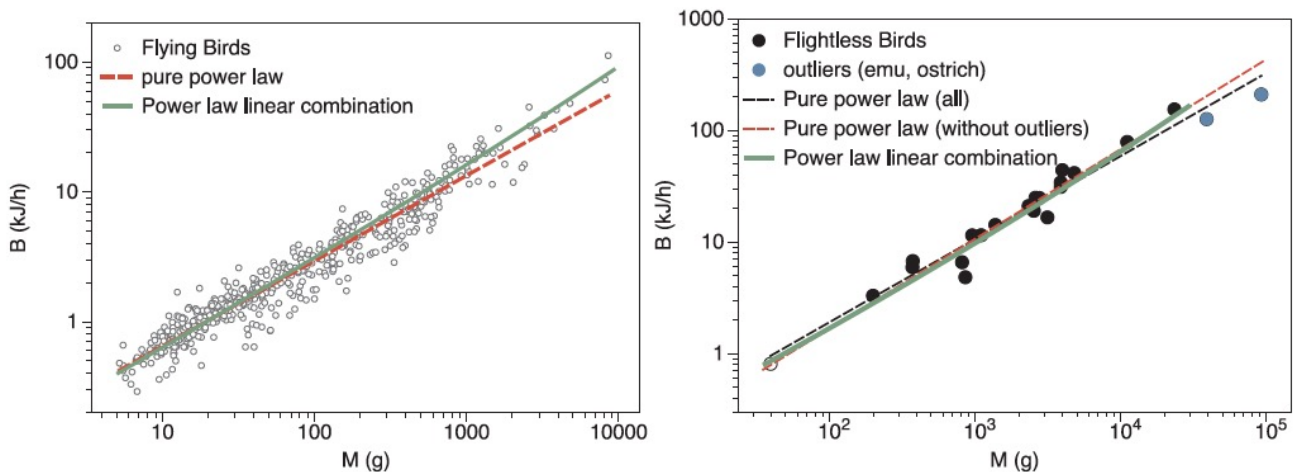 100
10
1
B (kJ/h)
Flying Birds
pure power law
Power law linear combination
10
100
1000
10000
M (g)
1000
100
10
1
B (kJ/h)
Flightless Birds
outliers (emu, ostrich)
Pure power law (all)
Pure power law (without outliers)
Power law linear combination
10²
10³
10⁴
10⁵
M (g)